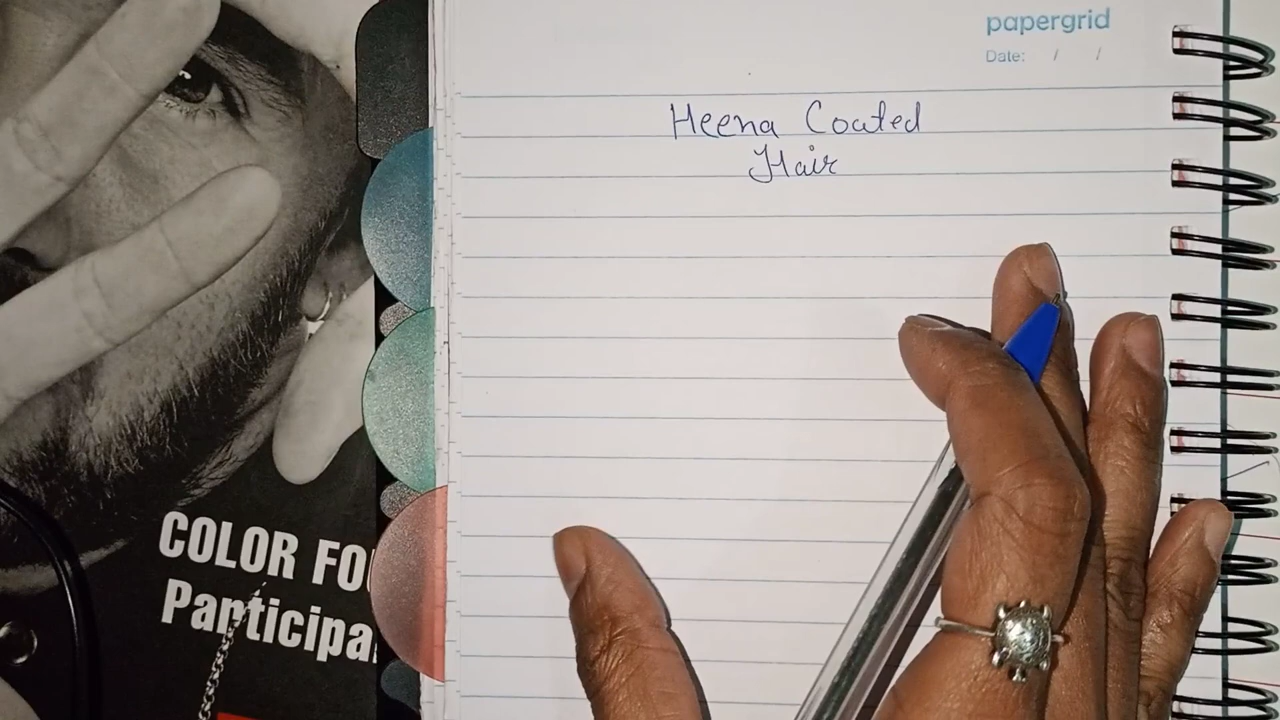 papergrid
Date: / /
Heena Coated
Hair
COLOR FO
Participa